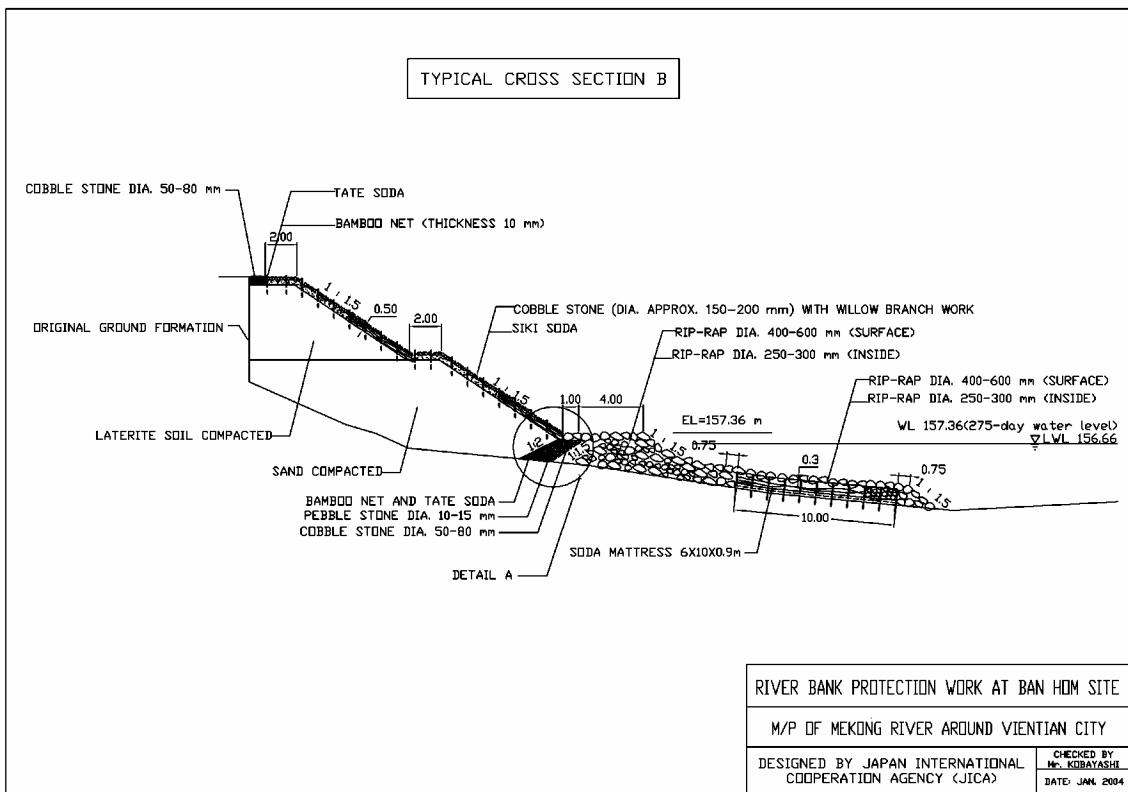 TYPICAL CROSS SECTION B
COBBLE STONE DIA. 50-80 mm
TATE SODA
BAMBOO NET (THICKNESS 10 mm)
2.00
1 : 1.5
0.50
2.00
ORIGINAL GROUND FORMATION
COBBLE STONE (DIA. APPROX. 150-200 mm) WITH WILLOW BRANCH WORK
SIKI SODA
RIP-RAP DIA. 400-600 mm (SURFACE)
RIP-RAP DIA. 250-300 mm (INSIDE)
1 : 1.5
RIP-RAP DIA. 400-600 mm (SURFACE)
RIP-RAP DIA. 250-300 mm (INSIDE)
1.00
4.00
EL=157.36 m
WL 157.36(275-day water level)
LWL 156.66
LATERITE SOIL COMPACTED
1:2
1:1.5
1 : 1.5
0.75
0.3
0.75
1 : 1.5
SAND COMPACTED
BAMBOO NET AND TATE SODA
PEBBLE STONE DIA. 10-15 mm
COBBLE STONE DIA. 50-80 mm
10.00
SODA MATTRESS 6X10X0.9m
DETAIL A
RIVER BANK PROTECTION WORK AT BAN HOM SITE
M/P OF MEKONG RIVER AROUND VIENTIAN CITY
DESIGNED BY JAPAN INTERNATIONAL
COOPERATION AGENCY (JICA)
CHECKED BY
Mr. KOBAYASHI
DATE: JAN. 2004